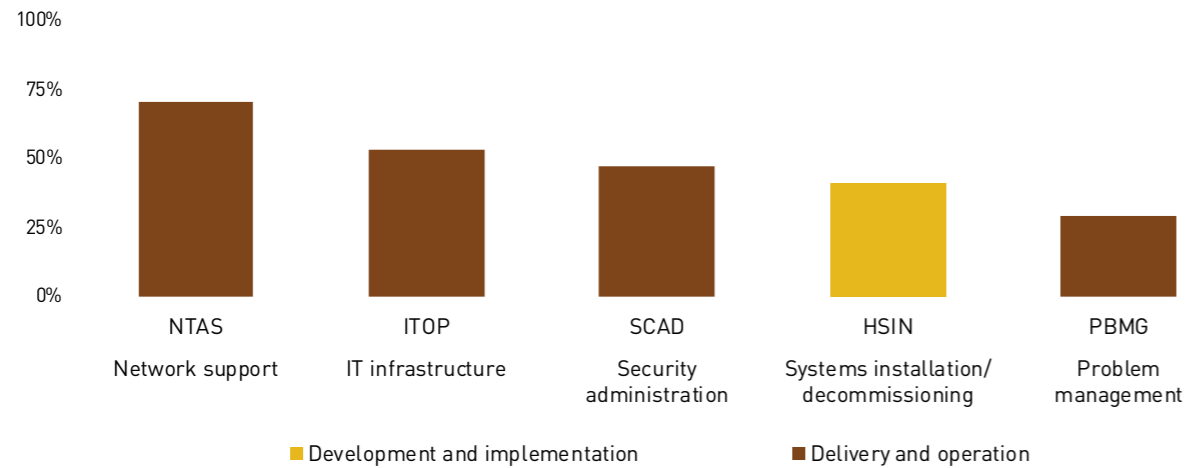 100%
75%
50%
25%
0%
NTAS
ITOP
SCAD
HSIN
PBMG
Network support
IT infrastructure
Security
administration
Systems installation/
decommissioning
Problem
management
Development and implementation
Delivery and operation